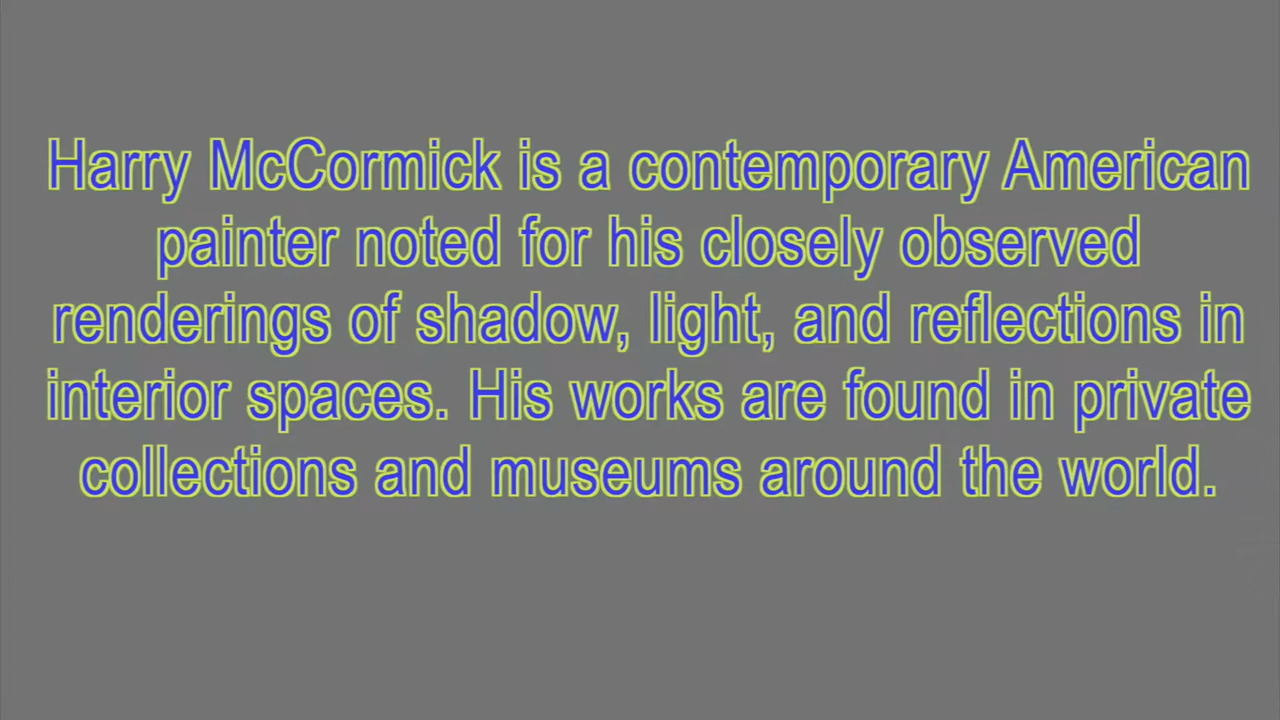 Harry McCormick is a contemporary American
painter noted for his closely observed
renderings of shadow, light, and reflections in
interior spaces. His works are found in private
collections and museums around the world.